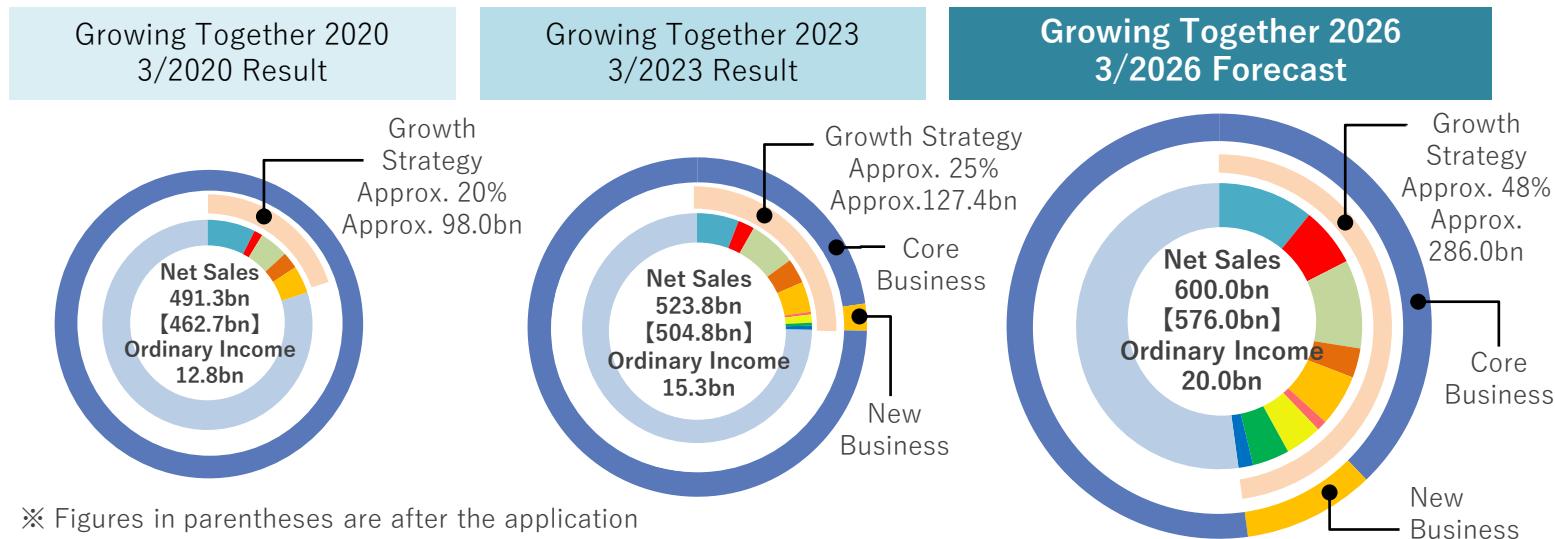 Growing Together 2020
3/2020 Result
Growing Together 2023
3/2023 Result
Growing Together 2026
3/2026 Forecast
Growth
Strategy
Approx. 20%
Approx. 98.0bn
Net Sales
491.3bn
【462.7bn】
Ordinary Income
12.8bn
Growth Strategy
Approx. 25%
Approx.127.4bn
Core
Business
Net Sales
523.8bn
【504.8bn】
Ordinary Income
15.3bn
New
Business
Growth
Strategy
Approx. 48%
Approx.
286.0bn
Net Sales
600.0bn
【576.0bn】
Ordinary Income
20.0bn
Core
Business
New
Business
※ Figures in parentheses are after the application